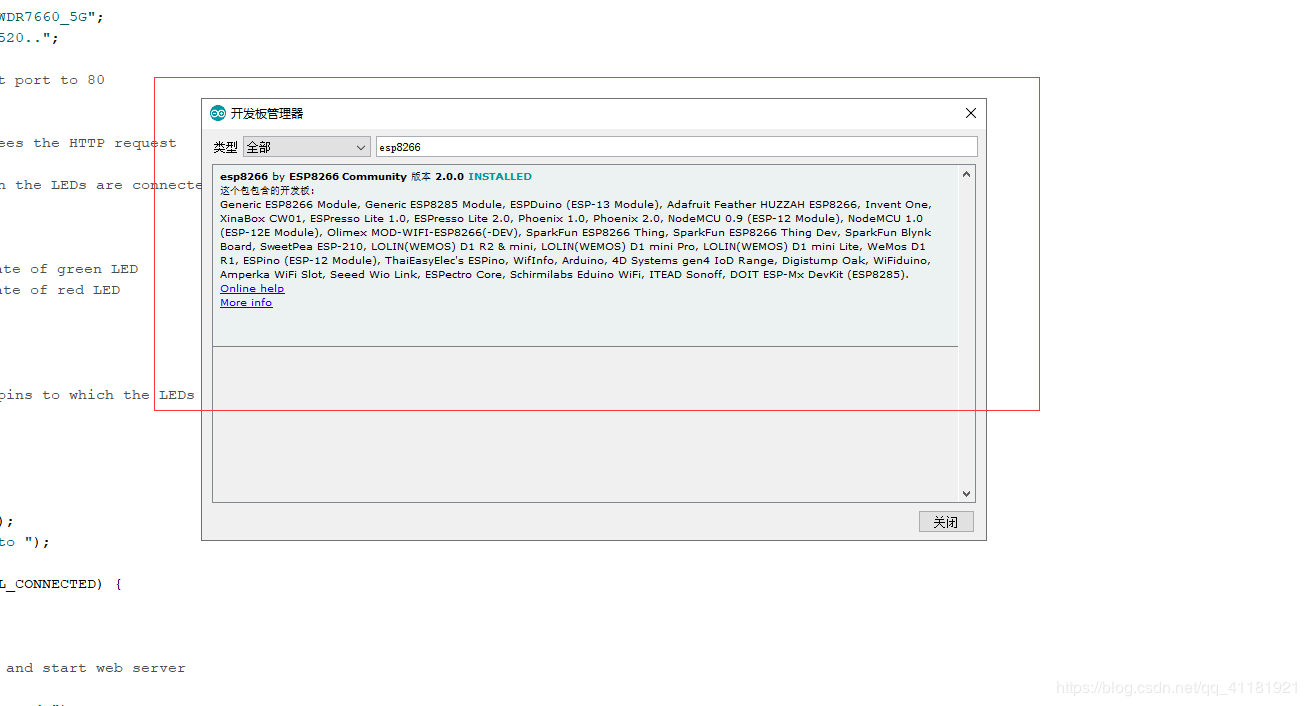 WDR7660_5G";
520..";
t port to 80
开发板管理器
ees the HTTP request
类型 全部 esp8266
n the LEDs are connecte
esp8266 by ESP8266 Community 版本 2.0.0 INSTALLED
这个包包含的开发板:
Generic ESP8266 Module, Generic ESP8285 Module, ESPDuino (ESP-13 Module), Adafruit Feather HUZZAH ESP8266, Invent One,
XinaBox CW01, ESPresso Lite 1.0, ESPresso Lite 2.0, Phoenix 1.0, Phoenix 2.0, NodeMCU 0.9 (ESP-12 Module), NodeMCU 1.0
(ESP-12E Module), Olimex MOD-WIFI-ESP8266(-DEV), SparkFun ESP8266 Thing, SparkFun ESP8266 Thing Dev, SparkFun Blynk
Board, SweetPea ESP-210, LOLIN(WEMOS) D1 R2 & mini, LOLIN(WEMOS) D1 mini Pro, LOLIN(WEMOS) D1 mini Lite, WeMos D1
R1, ESPino (ESP-12 Module), ThaiEasyElec's ESPino, WifInfo, Arduino, 4D Systems gen4 IoD Range, Digistump Oak, WiFiduino,
Amperka WiFi Slot, Seeed Wio Link, ESPectro Core, Schirmilabs Eduino WiFi, ITEAD Sonoff, DOIT ESP-Mx DevKit (ESP8285).
Online help
More info
ate of green LED
ate of red LED
pins to which the LEDs
);
to ");
关闭
L_CONNECTED) {
and start web server
https://blog.csdn.net/qq_41181921